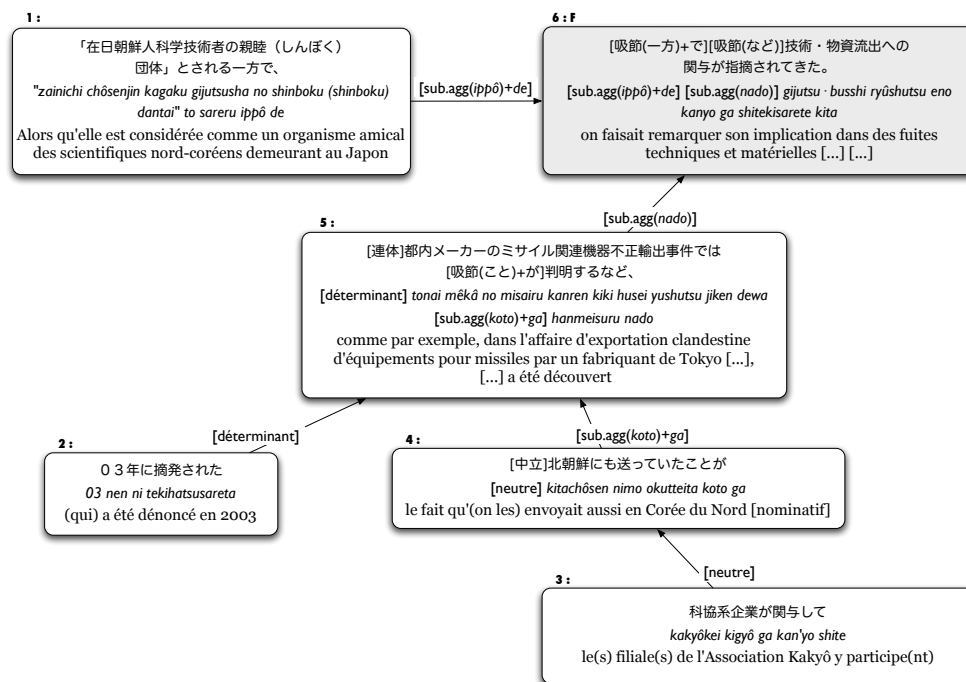 1 :
「在日朝鮮人科学技術者の親睦（しんぼく）
団体」とされる一方で、
"zainichi chôsenjin kagaku gijutsusha no shinboku (shinboku)
dantai" to sareru ippô de
Alors qu'elle est considérée comme un organisme amical
des scientifiques nord-coréens demeurant au Japon
[sub.agg(ippô)+de]
6 : F
[吸節(一方)+で][吸節(など)]技術・物資流出への
関与が指摘されてきた。
[sub.agg(ippô)+de] [sub.agg(nado)] gijutsu · busshi ryûshutsu eno
kanyo ga shitekisarete kita
on faisait remarquer son implication dans des fuites
techniques et matérielles [...] [...]
[sub.agg(nado)]
5 :
[連体]都内メーカーのミサイル関連機器不正輸出事件では
[吸節(こと)+が]判明するなど、
[déterminant] tonai mêkâ no misairu kanren kiki husei yushutsu jiken dewa
[sub.agg(koto)+ga] hanmeisuru nado
comme par exemple, dans l'affaire d'exportation clandestine
d'équipements pour missiles par un fabriquant de Tokyo [...],
[...] a été découvert
[déterminant]
[sub.agg(koto)+ga]
2 :
０３年に摘発された
03 nen ni tekihatsusareta
(qui) a été dénoncé en 2003
4 :
[中立]北朝鮮にも送っていたことが
[neutre] kitachôsen nimo okutteita koto ga
le fait qu'(on les) envoyait aussi en Corée du Nord [nominatif]
[neutre]
3 :
科協系企業が関与して
kakyôkei kigyô ga kan'yo shite
le(s) filiale(s) de l'Association Kakyô y participe(nt)